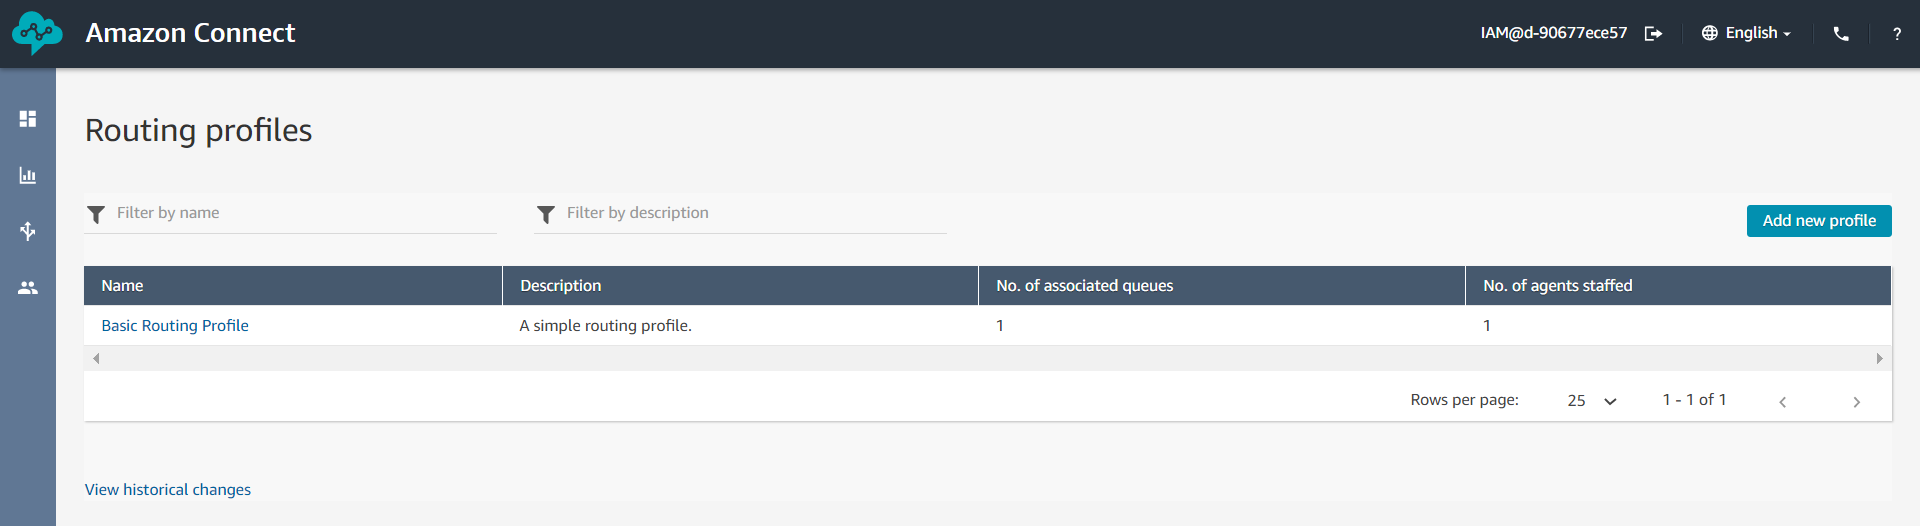 Amazon Connect
IAM@d-90677ece57
English
?
Routing profiles
Filter by name
Filter by description
Add new profile
Name Description No. of associated queues No. of agents staffed
Basic Routing Profile A simple routing profile. 1 1
Rows per page: 25 1 - 1 of 1
View historical changes